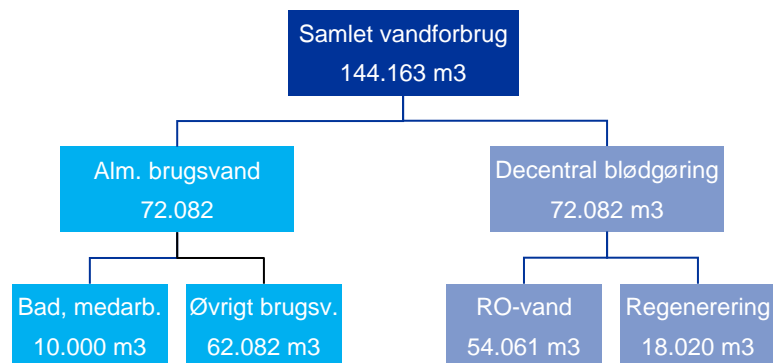 Samlet vandforbrug
144.163 m3
Alm. brugsvand
72.082
Decentral blødgøring
72.082 m3
Bad, medarb.
10.000 m3
Øvrigt brugsv.
62.082 m3
RO-vand
54.061 m3
Regenerering
18.020 m3